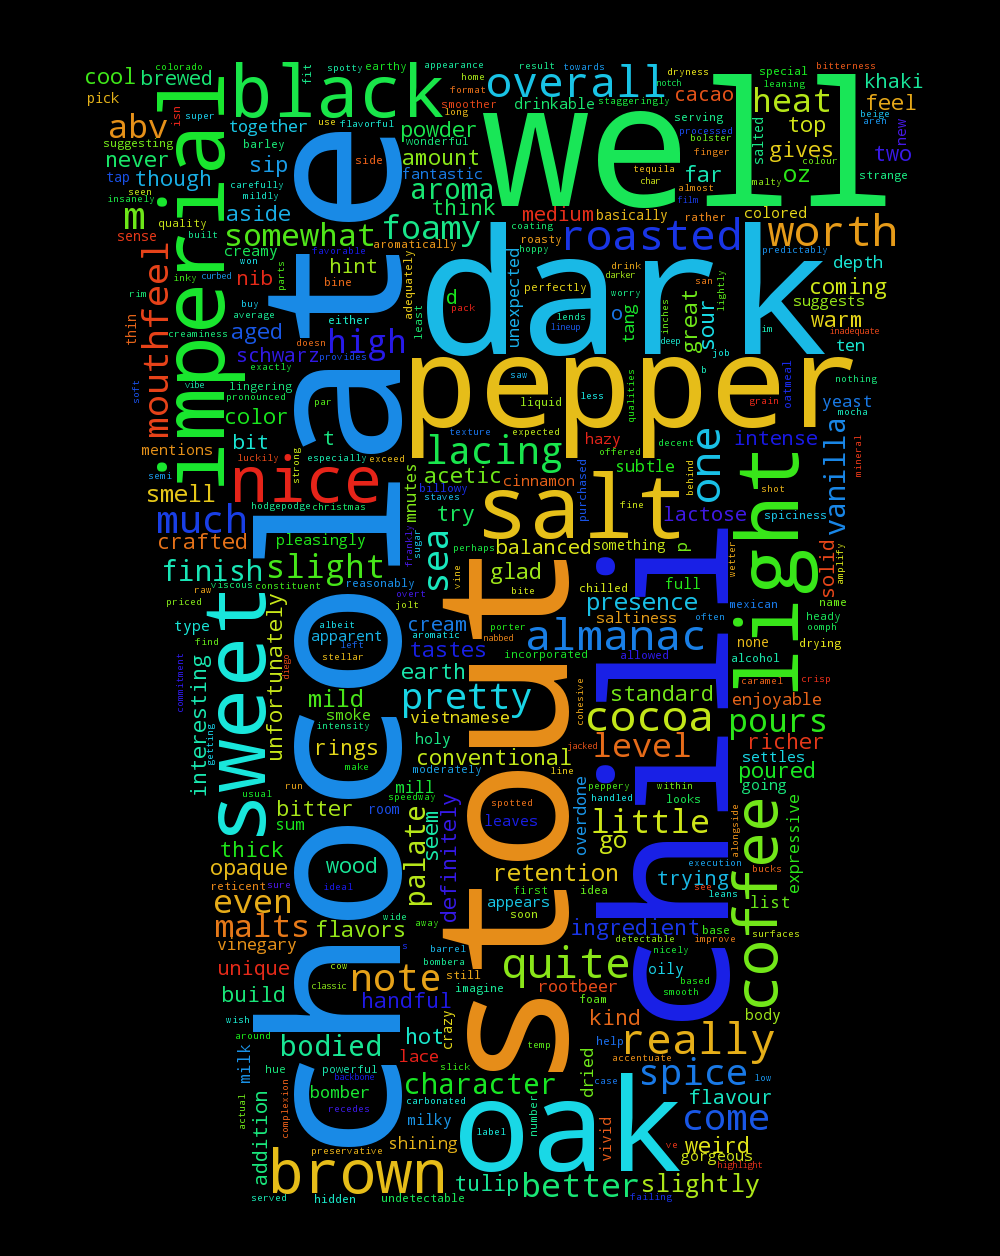 colorado
spotty
earthy
appearance
result
towards
dryness
special
bitterness
cool
brewed
black
fit
home
overall
notch
leaning
khaki
pick
super
isn
format
smoother
long
drinkable
staggeringly
cacao
heat
feel
abv
suggesting
together
use
flavorful
powder
wonderful
serving
processed
bolster
top
beige
aren
new
never
barley
side
amount
well
finger
salted
gives
colour
two
tap
though
sip
fantastic
tequila
char
far
oz
strange
seen
insanely
carefully
mildly
aroma
almost
film
malty
m
quality
aside
think
medium
basically
rather
colored
sense
built
somewhat
foamy
coating
roasty
hoppy
roasted
worth
imperial
creamy
favorable
aromatically
predictably
won
parts
hint
bine
adequately
unexpected
drink
darker
san
lightly
depth
inky
curbed
nib
perfectly
dark
coming
rim
buy
d
least
pack
lends
o
worry
tang
inches
great
sour
suggests
thin
average
aged
either
lineup
deep
im
warm
inadequate
mouthfeel
creaminess
doesn
high
job
ten
schwarz
provides
exactly
pepper
b
nothing
soft
vibe
lingering
saw
less
qualities
grain
oatmeal
pronounced
par
liquid
yeast
color
mocha
mentions
bit
t
texture
expected
hazy
decent
intense
luckily
strong
especially
exceed
lacing
offered
one
vanilla
mineral
semi
nice
acetic
cinnamon
subtle
behind
shot
smell
mnutes
billowy
staves
salt
purchased
fine
hodgepodge
christmas
much
try
lactose
spiciness
crafted
pleasingly
frankly
sugar
sea
perhaps
balanced
something
p
wetter
light
solid
amplify
finish
slight
vine
glad
chilled
full
raw
viscous
constituent
reasonably
overt
bite
presence
often
mexican
name
priced
jolt
type
sweet
unfortunately
albeit
apparent
left
cream
aromatic
porter
nabbed
saltiness
heady
oomph
find
stellar
tastes
incorporated
almanac
allowed
none
drying
alcohol
commitment
interesting
getting
diego
earth
caramel
crisp
mild
smoke
intensity
pretty
cohesive
standard
enjoyable
vietnamese
cocoa
pours
rings
make
holy
conventional
line
jacked
level
richer
settles
moderately
peppery
within
poured
usual
run
mill
speedway
handled
looks
going
bitter
room
spotted
sum
chocolate
palate
seem
definitely
leaves
stout
overdone
little
chilli
go
coffee
alongside
expressive
thick
execution
opaque
wood
retention
trying
bucks
reticent
sure
ideal
first
idea
see
leans
even
wide
appears
soon
list
malts
flavors
away
ingredient
base
vinegary
s
barrel
detectable
improve
surfaces
unique
cow
bombera
quite
nicely
classic
note
still
imagine
rootbeer
oily
based
smooth
build
handful
foam
wish
crazy
kind
body
around
hot
help
really
bodied
lace
temp
accentuate
milk
hue
powerful
slick
dried
spice
low
backbone
character
case
actual
complexion
bomber
carbonated
flavour
addition
recedes
milky
oak
number
come
label
shining
vivid
ve
weird
preservative
gorgeous
highlight
brown
tulip
better
slightly
served
hidden
undetectable
failing